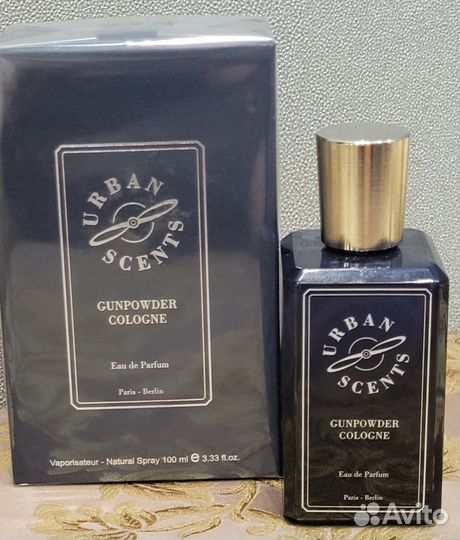 URBAN
SCENTS
GUNPOWDER
COLOGNE
Eau de Parfum
Paris - Berlin
Vaporisateur - Natural Spray 100 ml ℮ 3.33 fl.oz.
URBAN
SCENTS
GUNPOWDER
COLOGNE
Eau de Parfum
Paris - Berlin
Avito